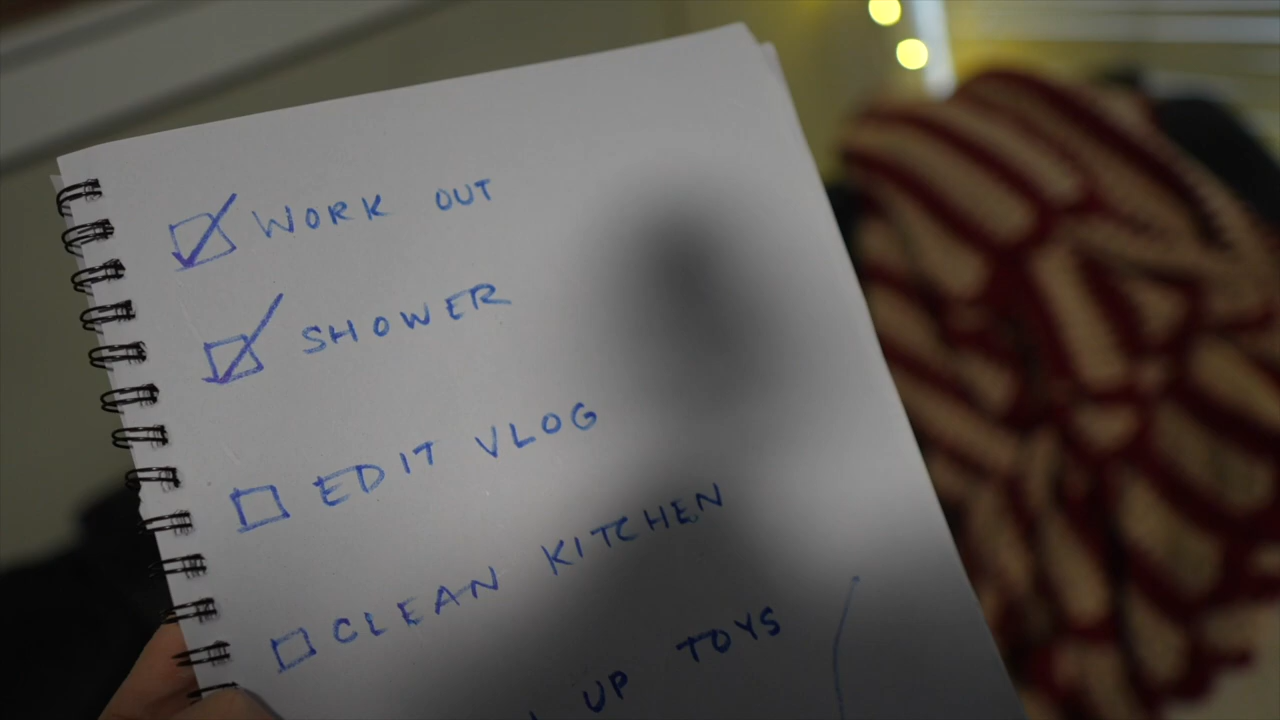 WORK OUT
SHOWER
EDIT VLOG
CLEAN KITCHEN
UP TOYS